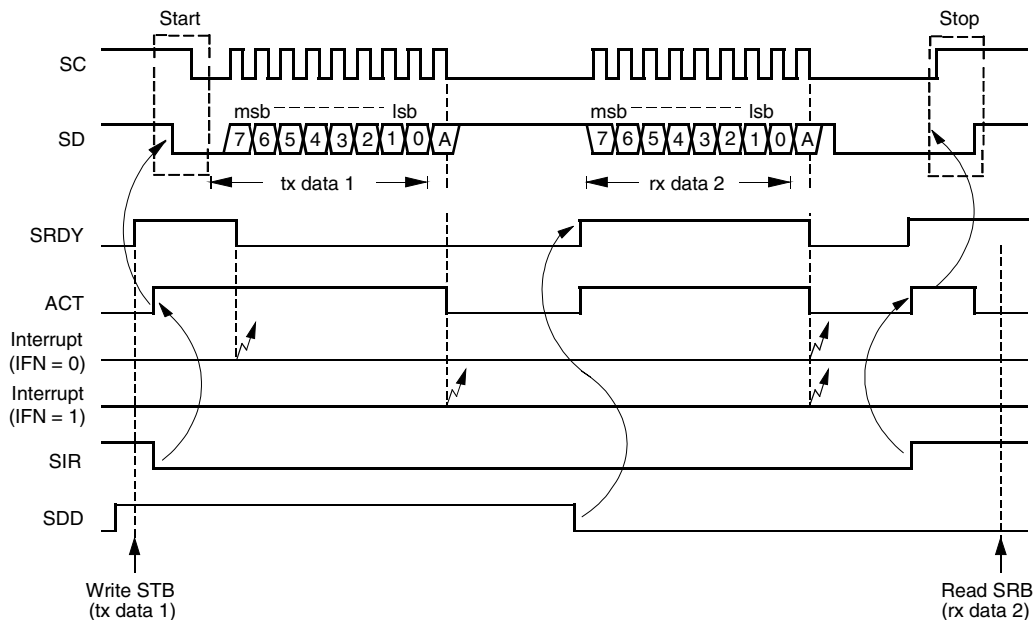 Start
Stop
SC
msb
lsb
msb
lsb
SD
7 6 5 4 3 2 1 0 A
7 6 5 4 3 2 1 0 A
tx data 1
rx data 2
SRDY
ACT
Interrupt
(IFN = 0)
Interrupt
(IFN = 1)
SIR
SDD
Write STB
(tx data 1)
Read SRB
(rx data 2)